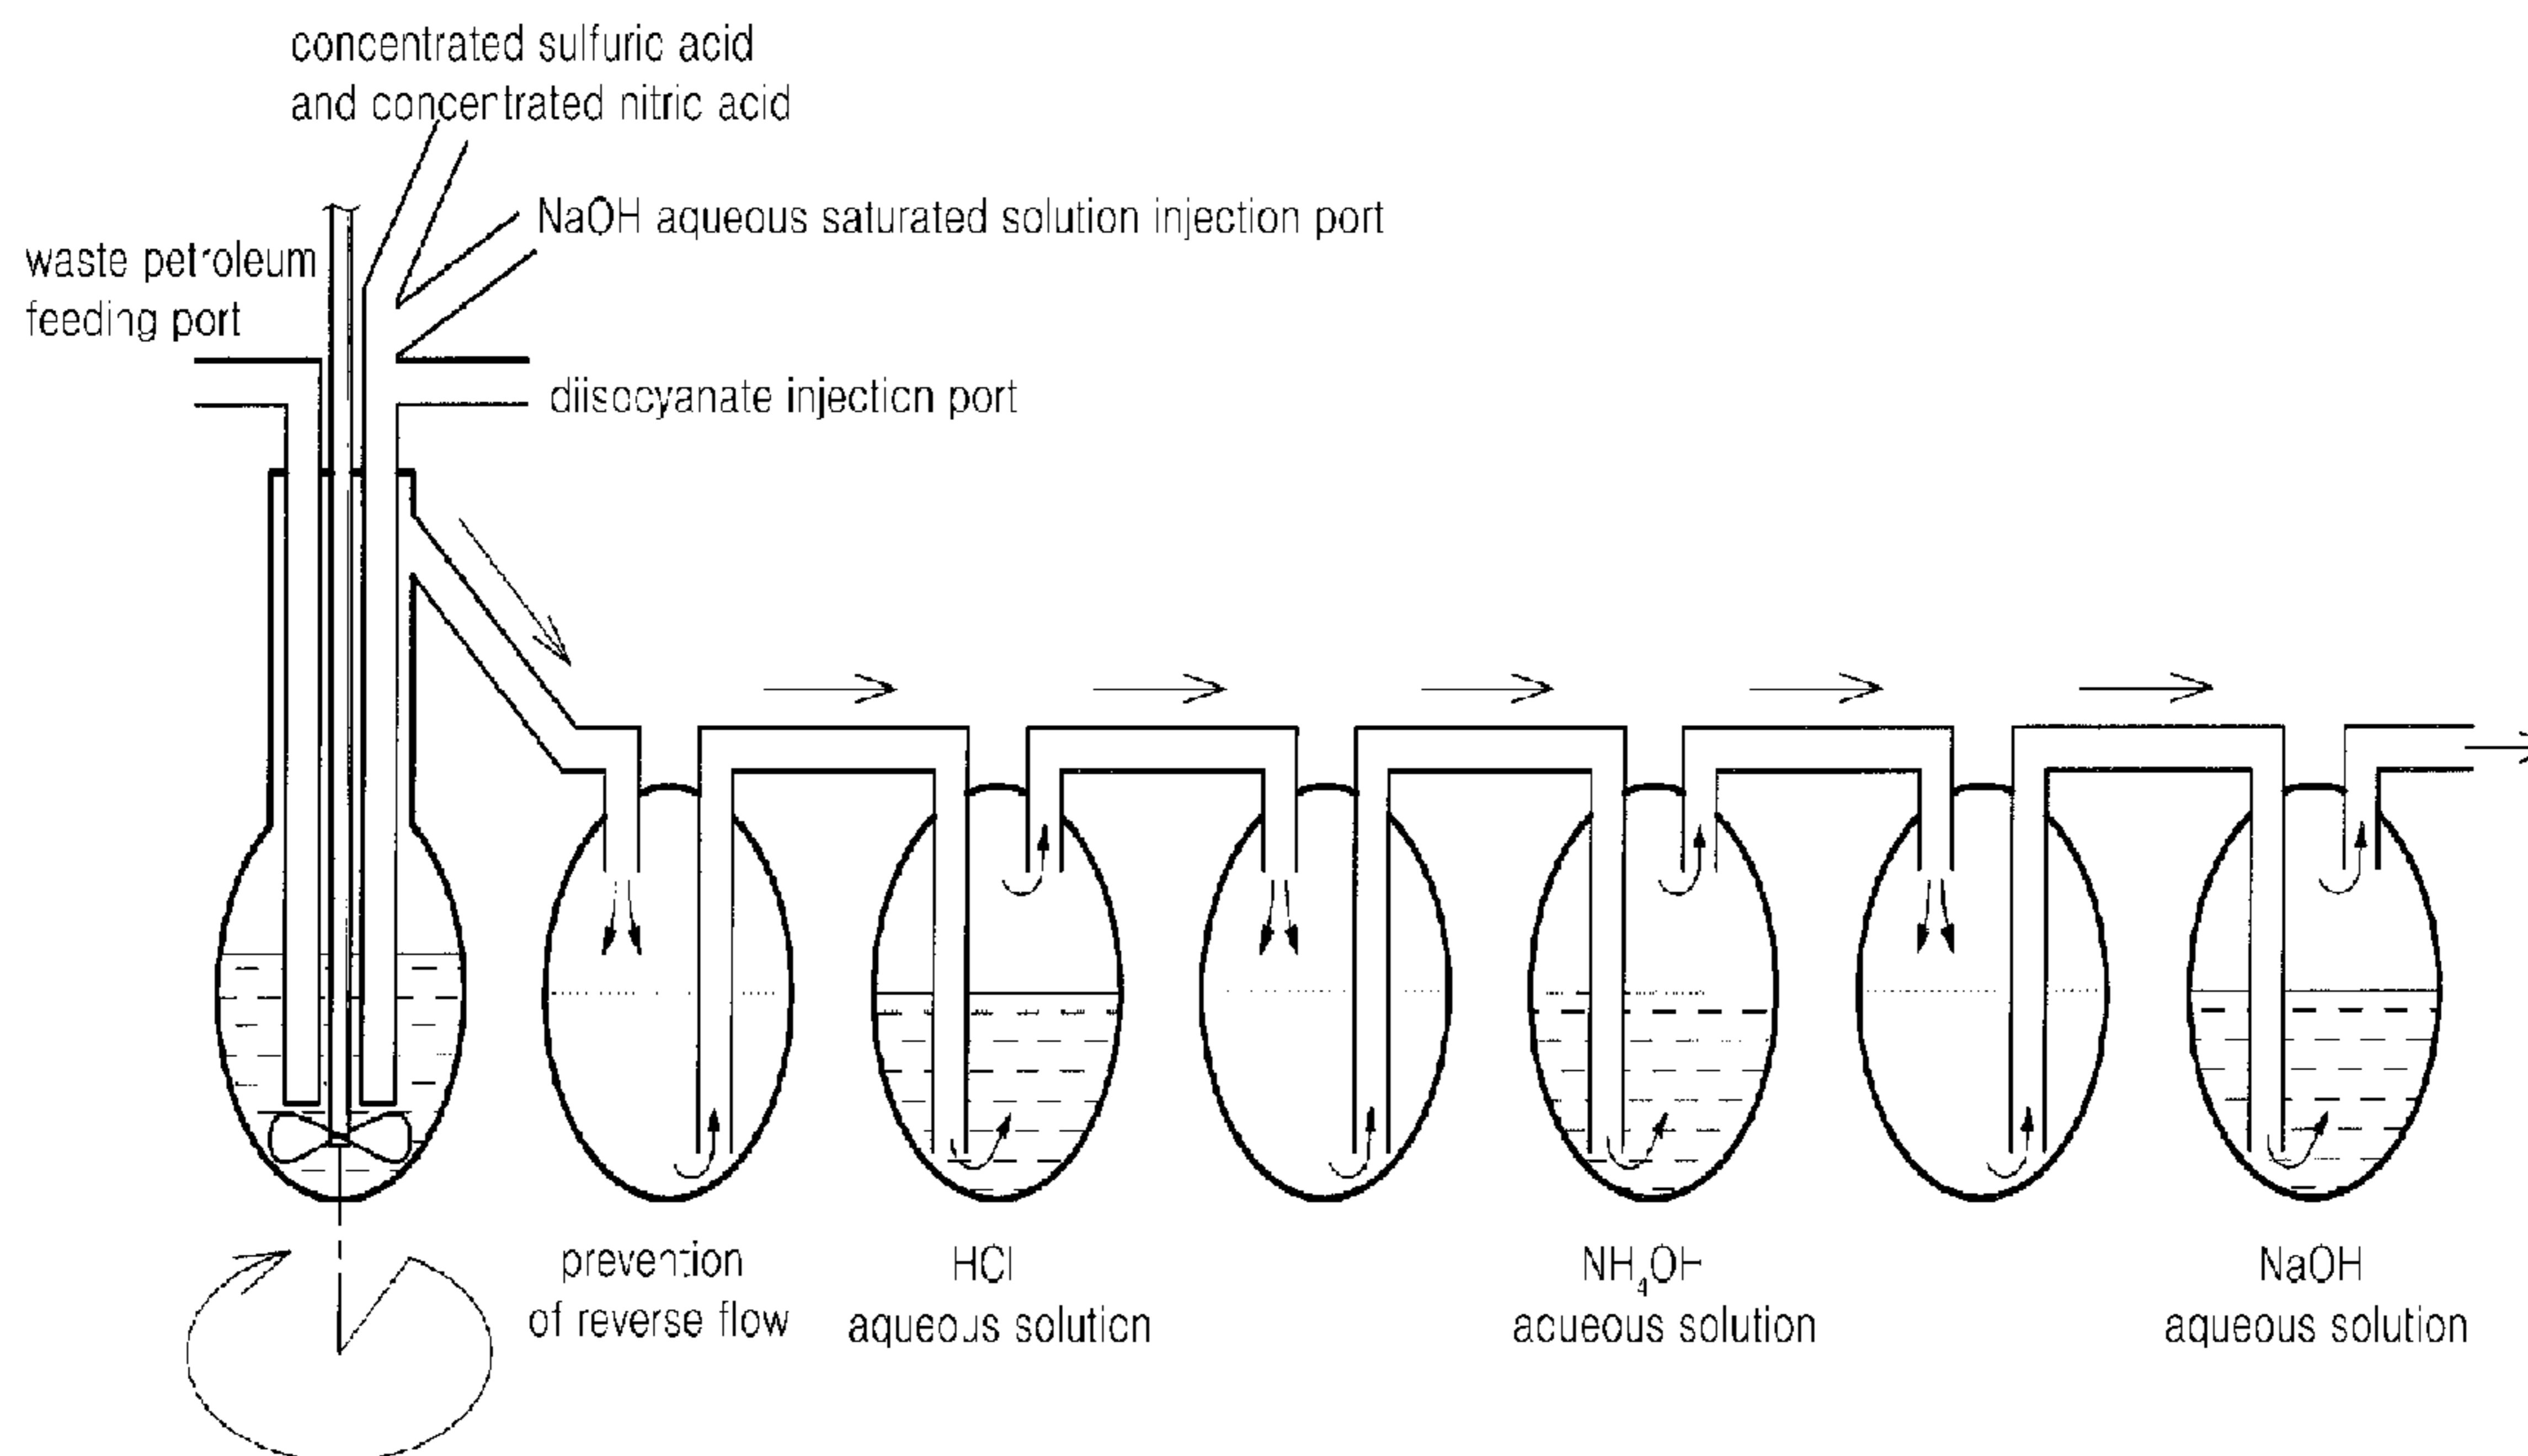 concentrated sulfuric acid
and concentrated nitric acid
NaOH aqueous saturated solution injection port
waste petroleum
feeding port
diisocyanate injection port
prevention
of reverse flow
HCl
aqueous solution
NH₄OH
aqueous solution
NaOH
aqueous solution